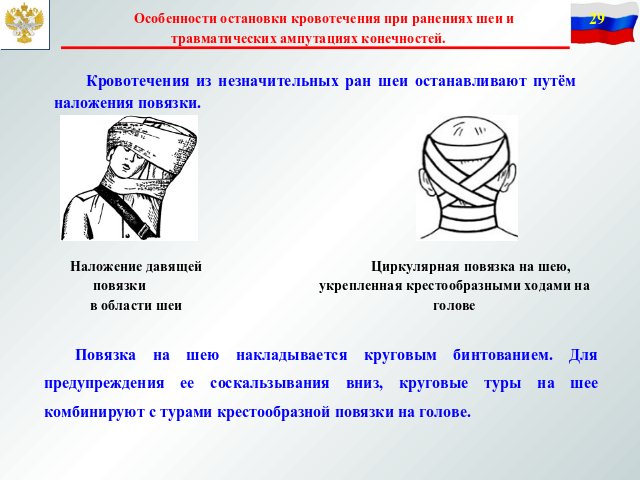 Особенности остановки кровотечения при ранениях шеи и
травматических ампутациях конечностей.
29
Кровотечения из незначительных ран шеи останавливают путём
наложения повязки.
Наложение давящей
повязки
в области шеи
Циркулярная повязка на шею,
укрепленная крестообразными ходами на
голове
Повязка на шею накладывается круговым бинтованием. Для
предупреждения ее соскальзывания вниз, круговые туры на шее
комбинируют с турами крестообразной повязки на голове.